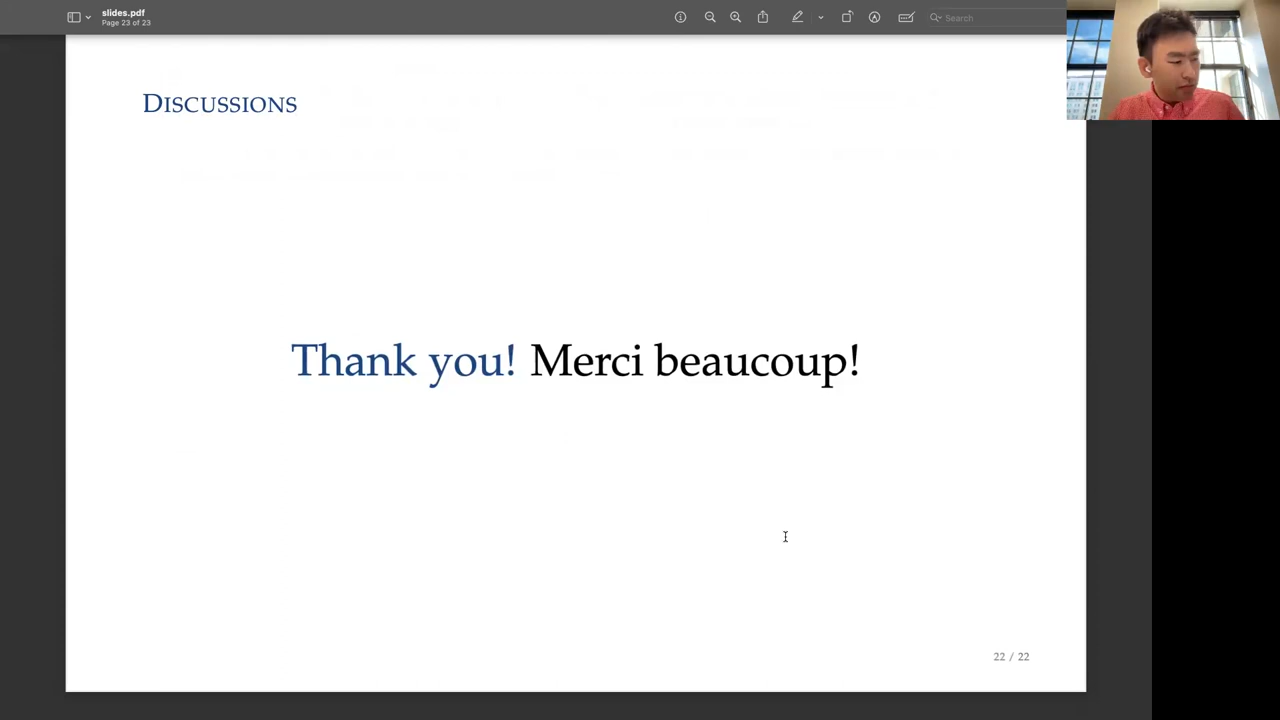 slides.pdf
Page 23 of 23
Search
DISCUSSIONS
Thank you! Merci beaucoup!
22 / 22